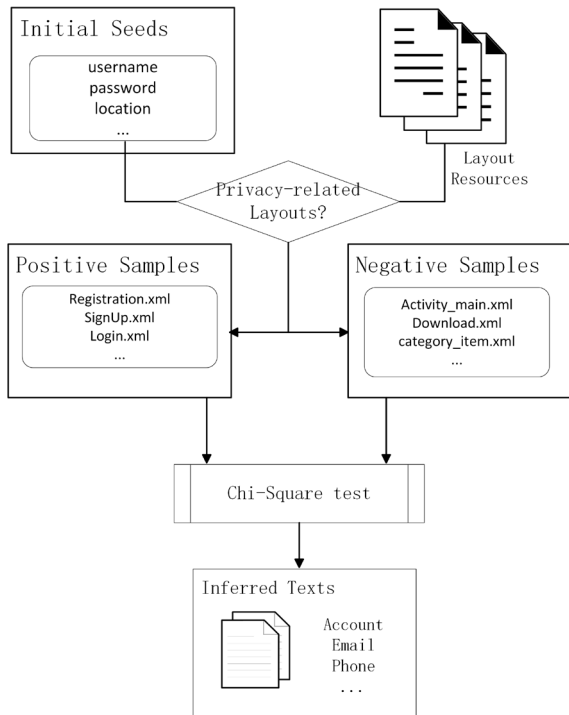 Initial Seeds
username
password
location
...
Layout
Resources
Privacy-related
Layouts?
Positive Samples
Registration.xml
SignUp.xml
Login.xml
...
Negative Samples
Activity_main.xml
Download.xml
category_item.xml
...
Chi-Square test
Inferred Texts
Account
Email
Phone
...